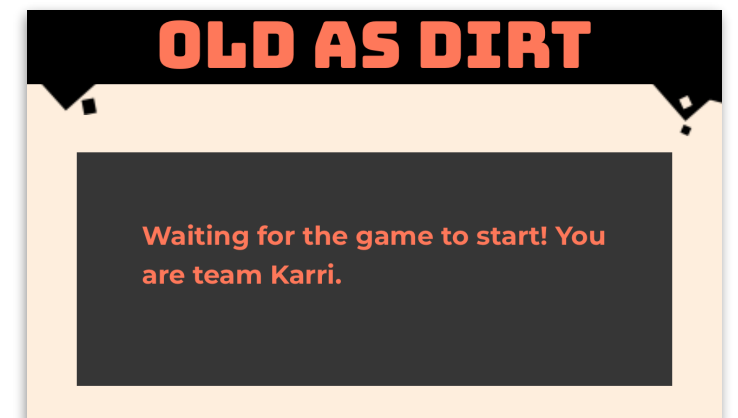 OLD AS DIRT
Waiting for the game to start! You
are team Karri.